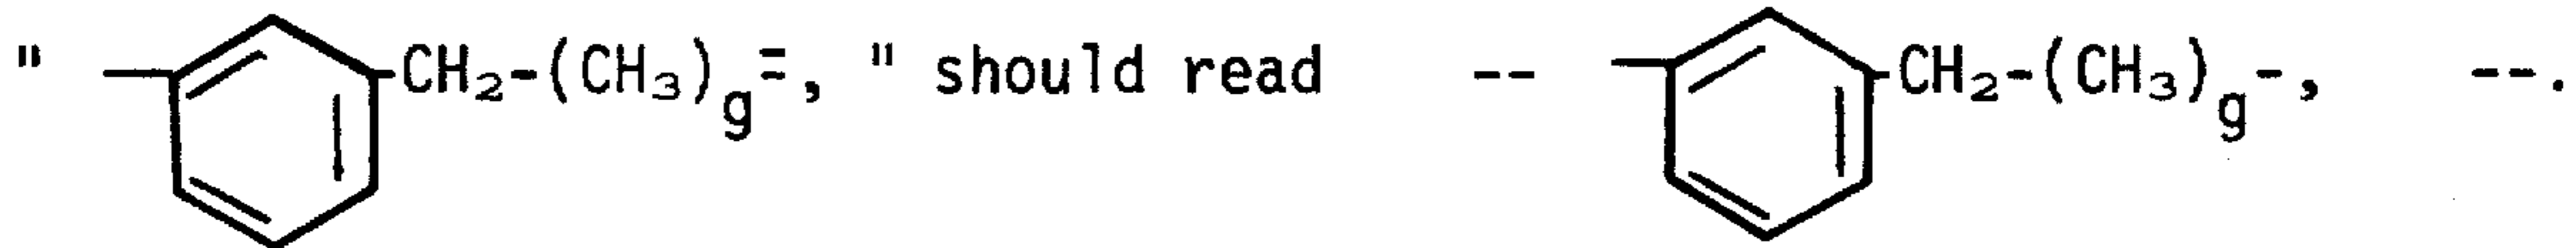 " -CH₂-(CH₃)g=, " should read -- -CH₂-(CH₃)g-, --.